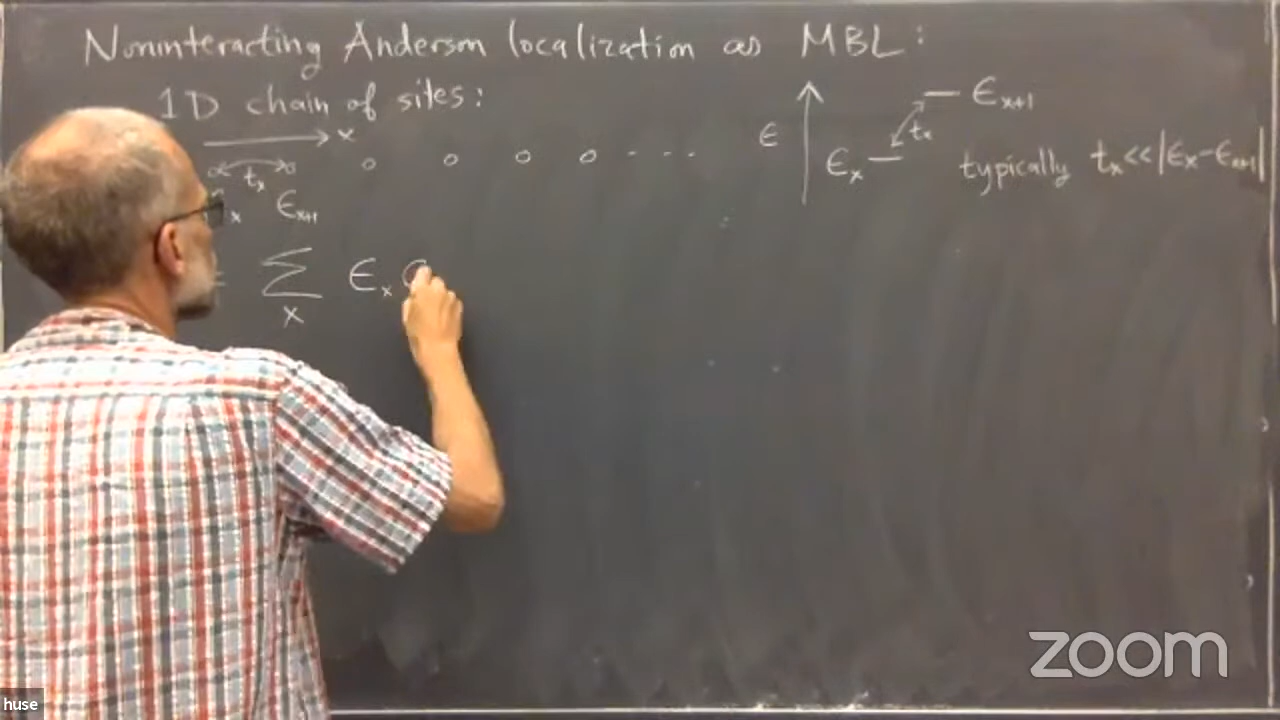 Noninteracting Anderson localization as MBL:
1D chain of sites:
x
t_x
ϵ_{x+1}
= Σ_x ϵ_x
ϵ
ϵ_{x+1}
t_x
ϵ_x
typically t_x << |ϵ_x - ϵ_{x+1}|
zoom
huse